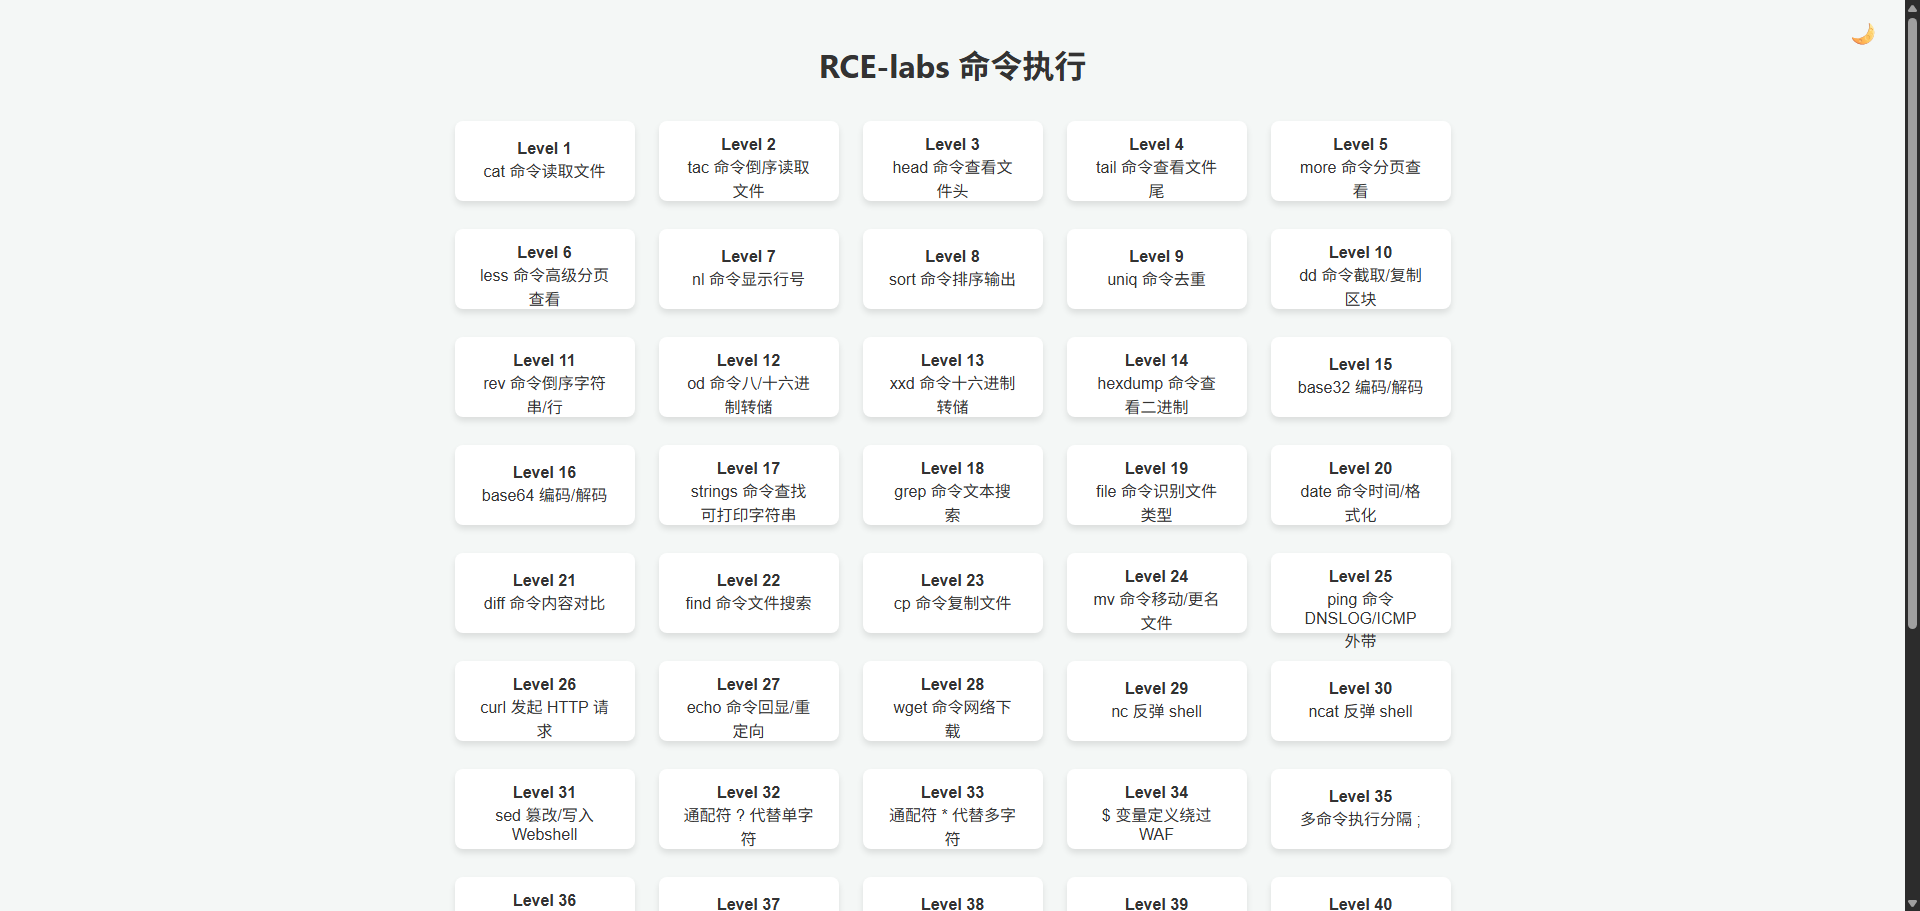 RCE-labs 命令执行
Level 1
cat 命令读取文件
Level 2
tac 命令倒序读取
文件
Level 3
head 命令查看文
件头
Level 4
tail 命令查看文件
尾
Level 5
more 命令分页查
看
Level 6
less 命令高级分页
查看
Level 7
nl 命令显示行号
Level 8
sort 命令排序输出
Level 9
uniq 命令去重
Level 10
dd 命令截取/复制
区块
Level 11
rev 命令倒序字符
串/行
Level 12
od 命令八/十六进
制转储
Level 13
xxd 命令十六进制
转储
Level 14
hexdump 命令查
看二进制
Level 15
base32 编码/解码
Level 16
base64 编码/解码
Level 17
strings 命令查找
可打印字符串
Level 18
grep 命令文本搜
索
Level 19
file 命令识别文件
类型
Level 20
date 命令时间/格
式化
Level 21
diff 命令内容对比
Level 22
find 命令文件搜索
Level 23
cp 命令复制文件
Level 24
mv 命令移动/更名
文件
Level 25
ping 命令
DNSLOG/ICMP
外带
Level 26
curl 发起 HTTP 请
求
Level 27
echo 命令回显/重
定向
Level 28
wget 命令网络下
载
Level 29
nc 反弹 shell
Level 30
ncat 反弹 shell
Level 31
sed 篡改/写入
Webshell
Level 32
通配符 ? 代替单字
符
Level 33
通配符 * 代替多字
符
Level 34
$ 变量定义绕过
WAF
Level 35
多命令执行分隔 ;
Level 36
Level 37
Level 38
Level 39
Level 40